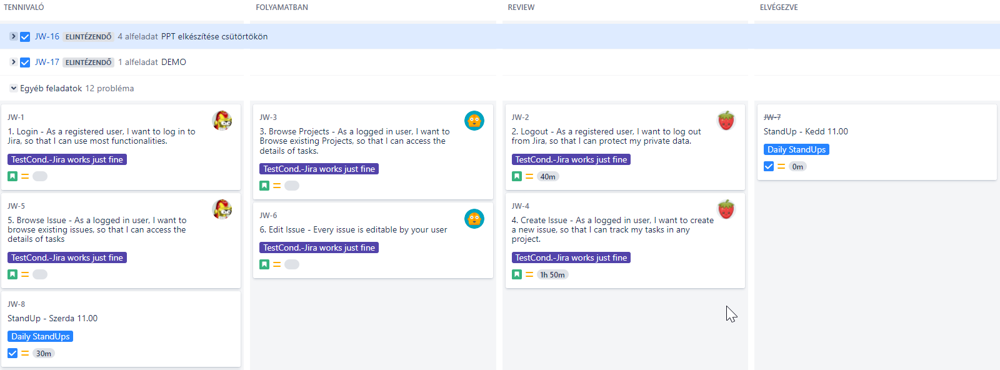 TENNIVALÓ
FOLYAMATBAN
REVIEW
ELVÉGEZVE
JW-16 ELINTÉZENDŐ 4 alfeladat PPT elkészítése csütörtökön
JW-17 ELINTÉZENDŐ 1 alfeladat DEMO
Egyéb feladatok 12 probléma
JW-1
1. Login - As a registered user, I want to log in to
Jira, so that I can use most functionalities.
TestCond.-Jira works just fine
JW-5
5. Browse Issue - As a logged in user, I want to
browse existing issues, so that I can access the
details of tasks
TestCond.-Jira works just fine
JW-8
StandUp - Szerda 11.00
Daily StandUps
30m
JW-3
3. Browse Projects - As a logged in user, I want to
Browse existing Projects, so that I can access the
details of tasks.
TestCond.-Jira works just fine
JW-6
6. Edit Issue - Every issue is editable by your user
TestCond.-Jira works just fine
JW-2
2. Logout - As a registered user, I want to log out
from Jira, so that I can protect my private data.
TestCond.-Jira works just fine
40m
JW-4
4. Create Issue - As a logged in user, I want to create
a new issue, so that I can track my tasks in any
project.
TestCond.-Jira works just fine
1h 50m
JW-7
StandUp - Kedd 11.00
Daily StandUps
0m